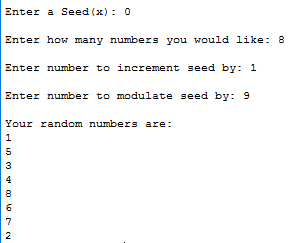 Enter a Seed(x): 0
Enter how many numbers you would like: 8
Enter number to increment seed by: 1
Enter number to modulate seed by: 9
Your random numbers are:
1
5
3
4
8
6
7
2